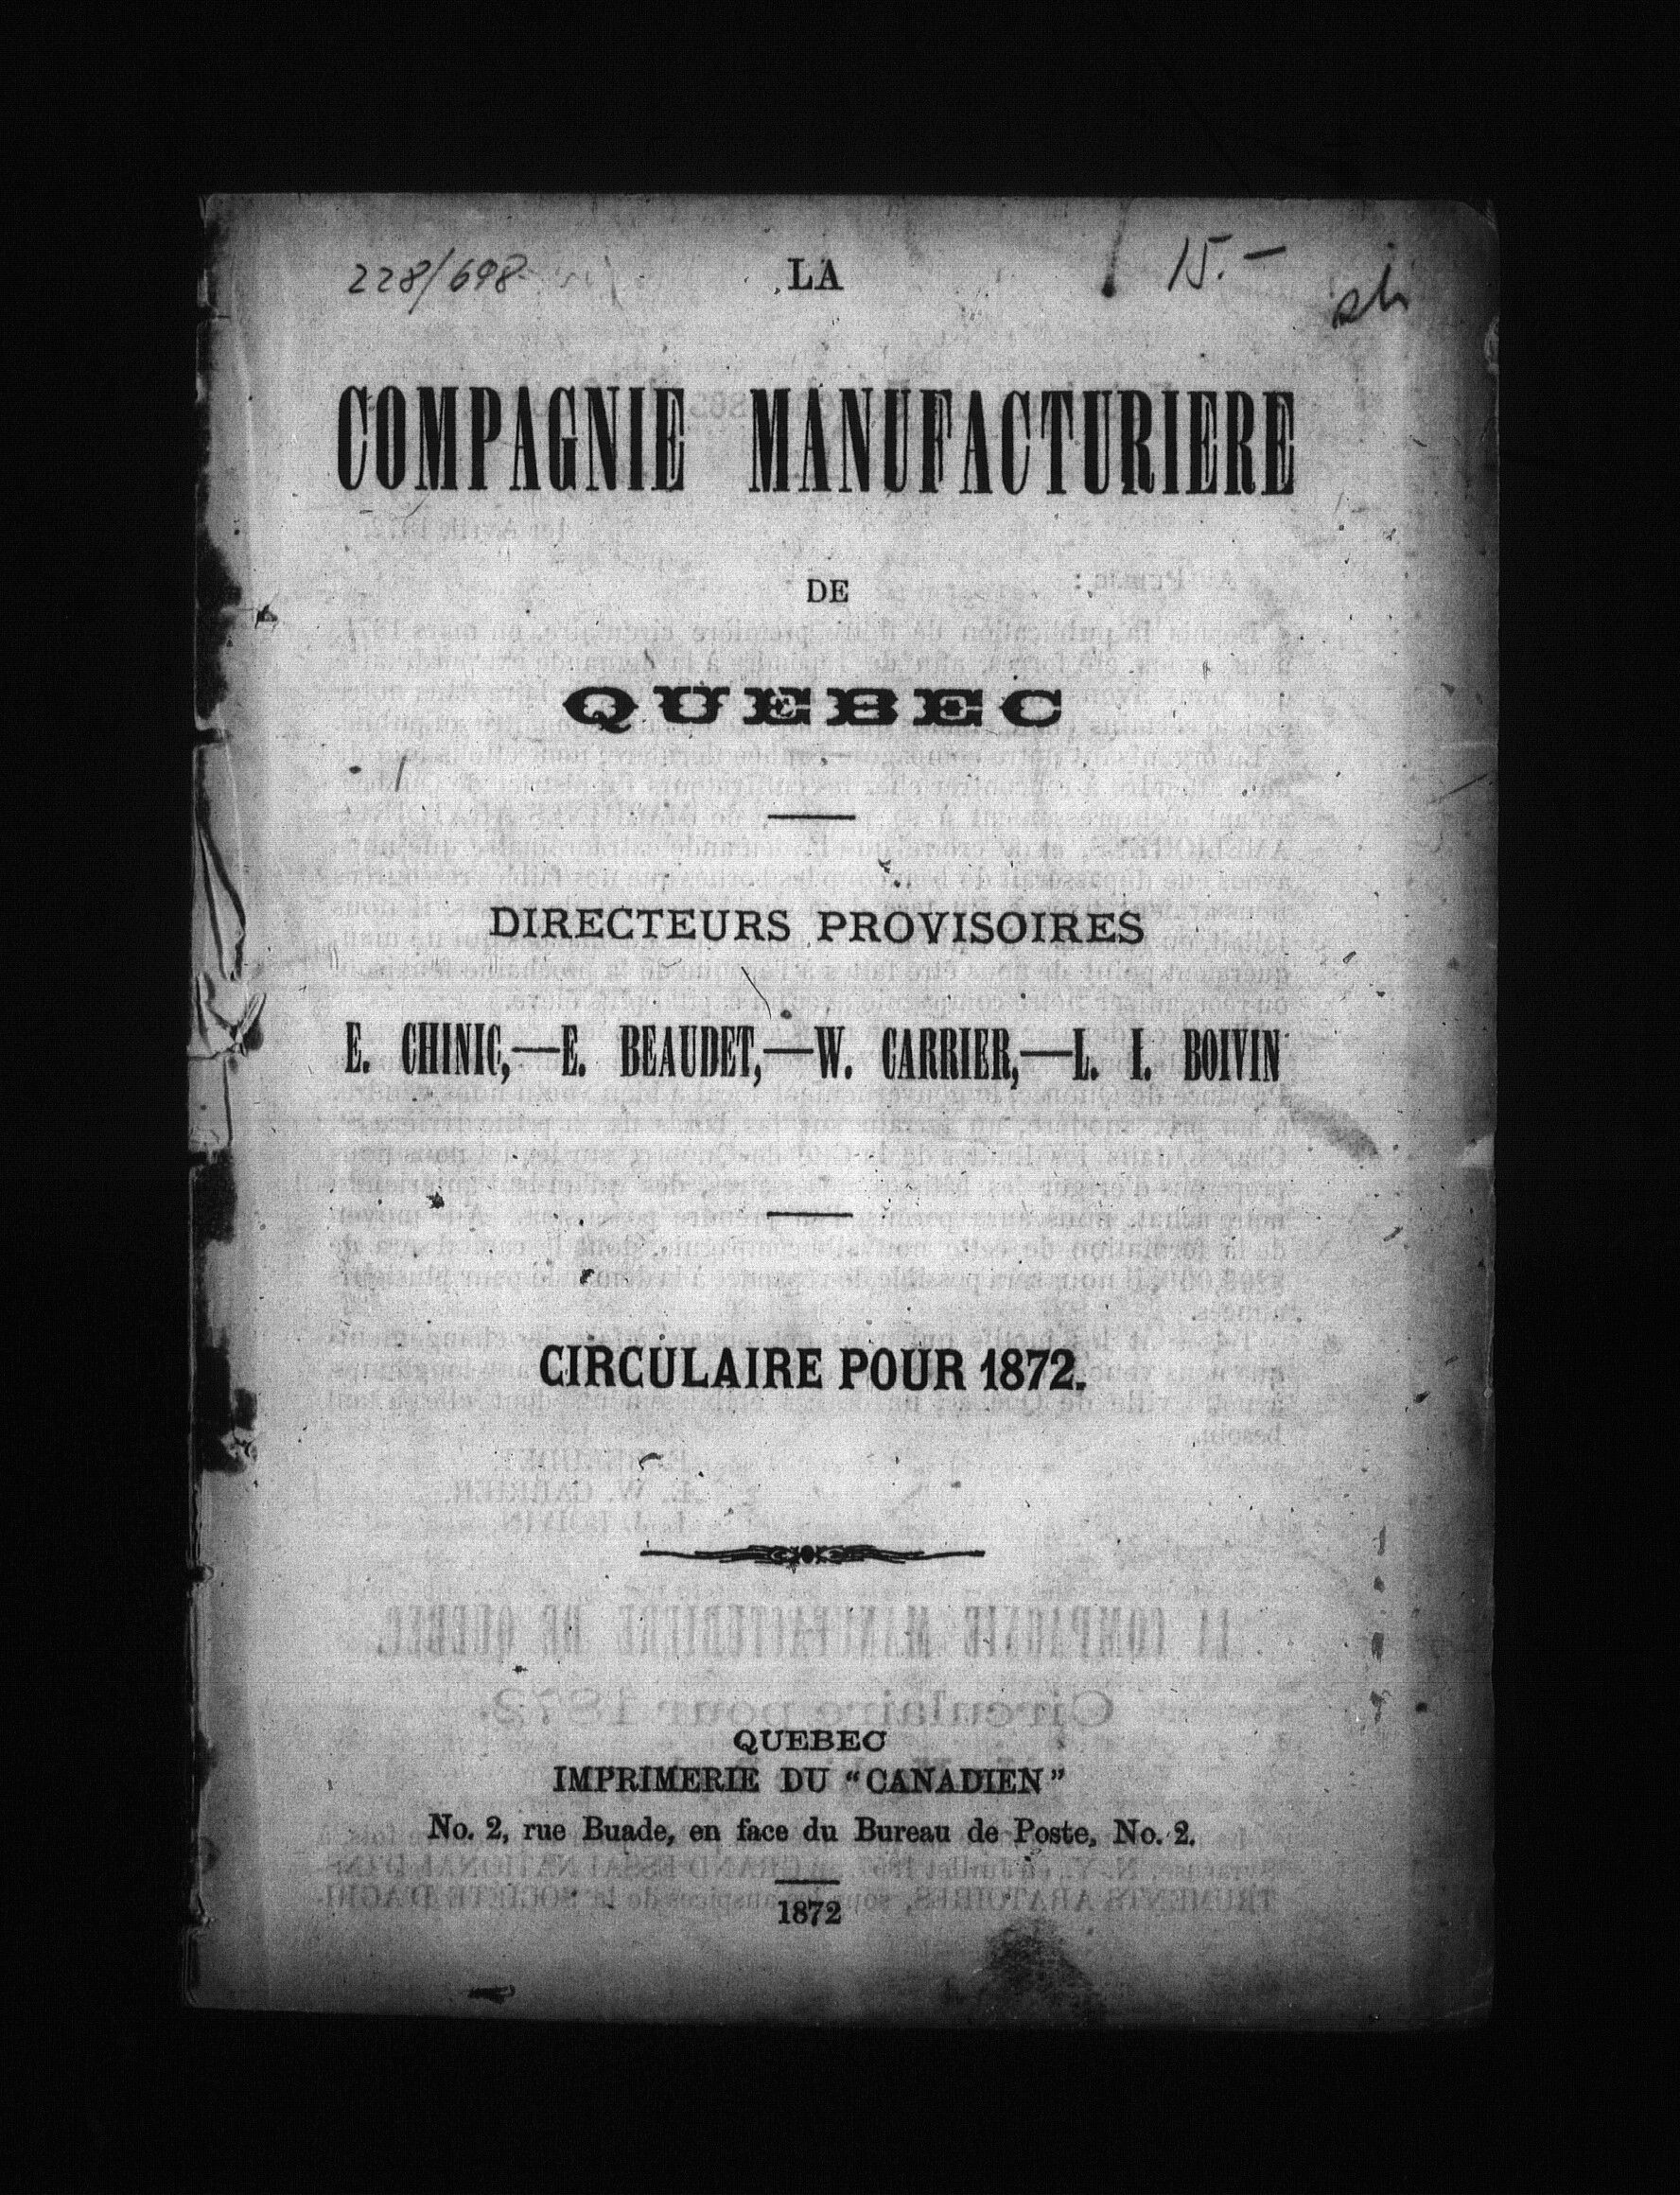 228/698
15.-
LA
COMPAGNIE MANUFACTURIERE
DE
QUEBEC
DIRECTEURS PROVISOIRES
E. CHINIC,—E. BEAUDET,—W. CARRIER,—L. I. BOIVIN
CIRCULAIRE POUR 1872.
QUEBEC
IMPRIMERIE DU "CANADIEN"
No. 2, rue Buade, en face du Bureau de Poste, No. 2.
1872